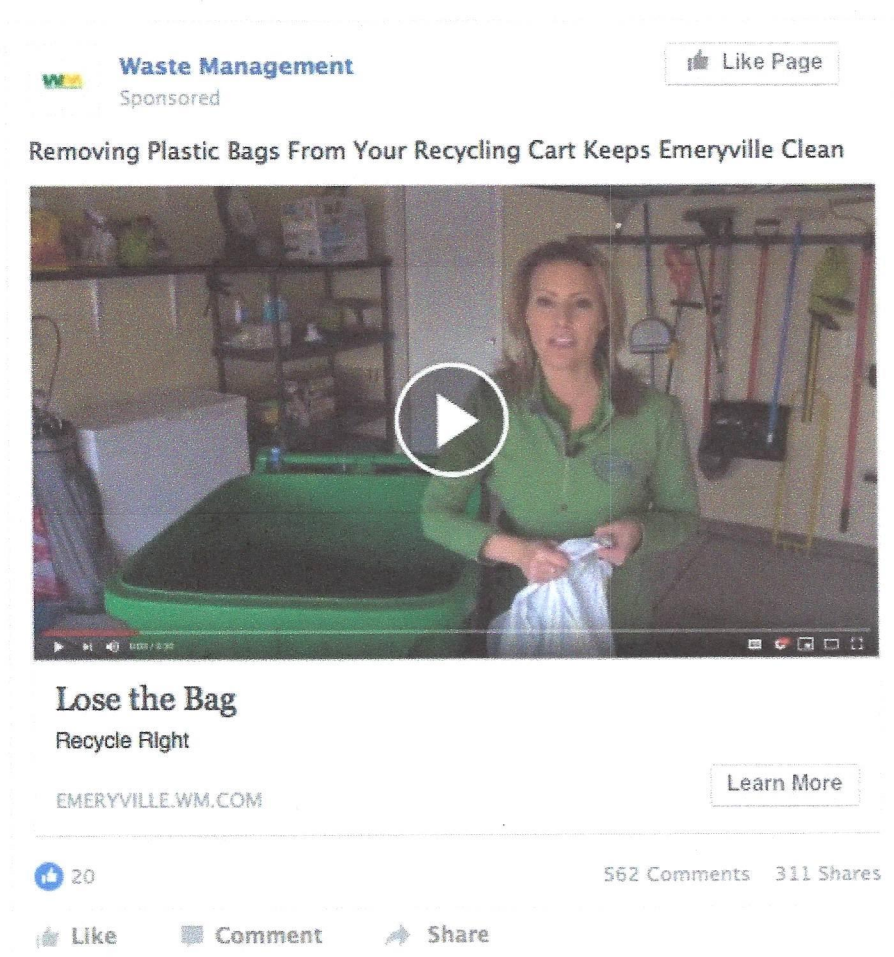 WM
Waste Management
Sponsored
Like Page
Removing Plastic Bags From Your Recycling Cart Keeps Emeryville Clean
Lose the Bag
Recycle Right
EMERYVILLE.WM.COM
Learn More
20
562 Comments 311 Shares
Like Comment Share